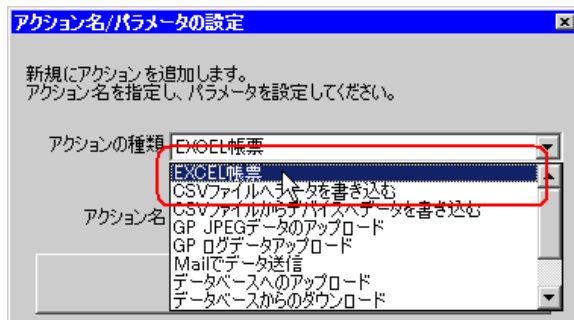 アクション名/パラメータの設定
新規にアクションを追加します。
アクション名を指定し、パラメータを設定してください。
アクションの種類 EXCEL帳票
EXCEL帳票
CSVファイルへデータを書き込む
アクション名 CSVファイルからデバイスへデータを書き込む
GP JPEGデータのアップロード
GP ログデータアップロード
Mailでデータ送信
データベースへのアップロード
データベースからのダウンロード